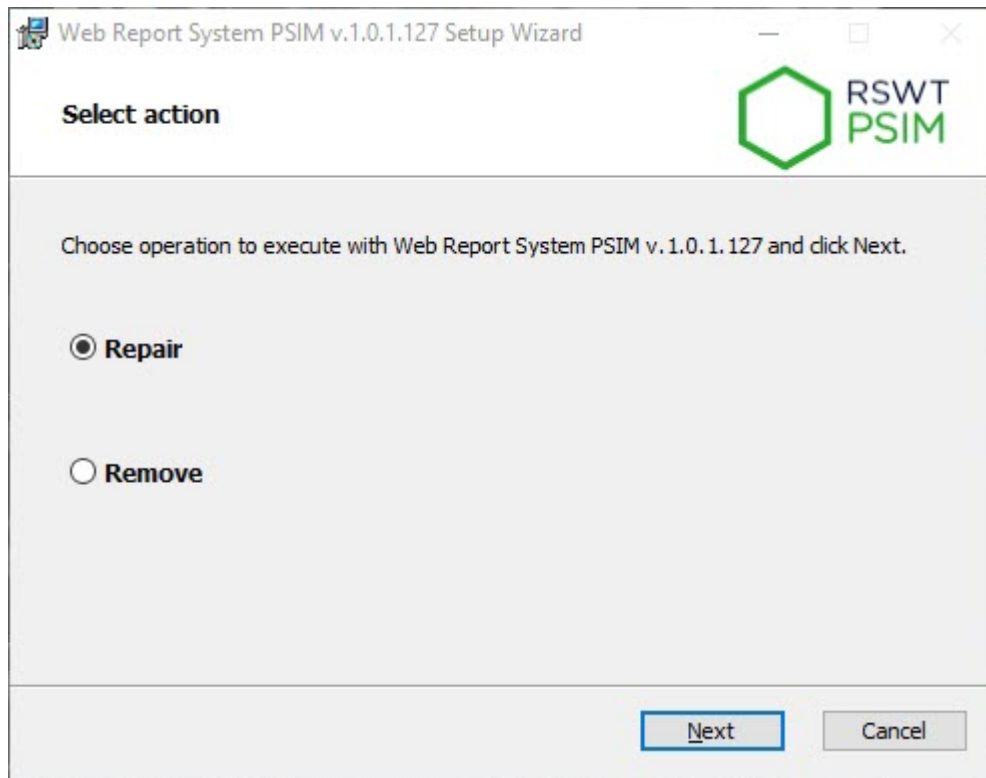 Web Report System PSIM v.1.0.1.127 Setup Wizard
Select action
RSWT
PSIM
Choose operation to execute with Web Report System PSIM v.1.0.1.127 and click Next.
Repair
Remove
Next
Cancel